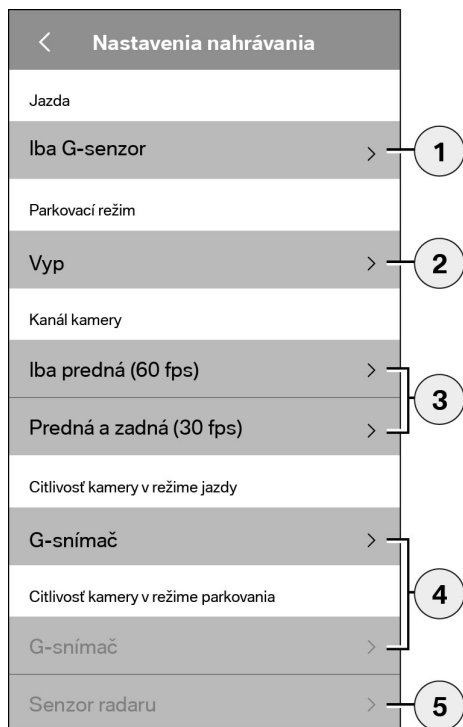 Nastavenia nahrávania
Jazda
Iba G-senzor
1
Parkovací režim
Vyp
2
Kanál kamery
Iba predná (60 fps)
3
Predná a zadná (30 fps)
Citlivosť kamery v režime jazdy
G-snímač
Citlivosť kamery v režime parkovania
4
G-snímač
Senzor radaru
5